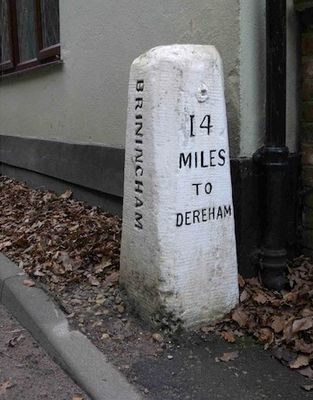 BRININGHAM
14
MILES
TO
DEREHAM